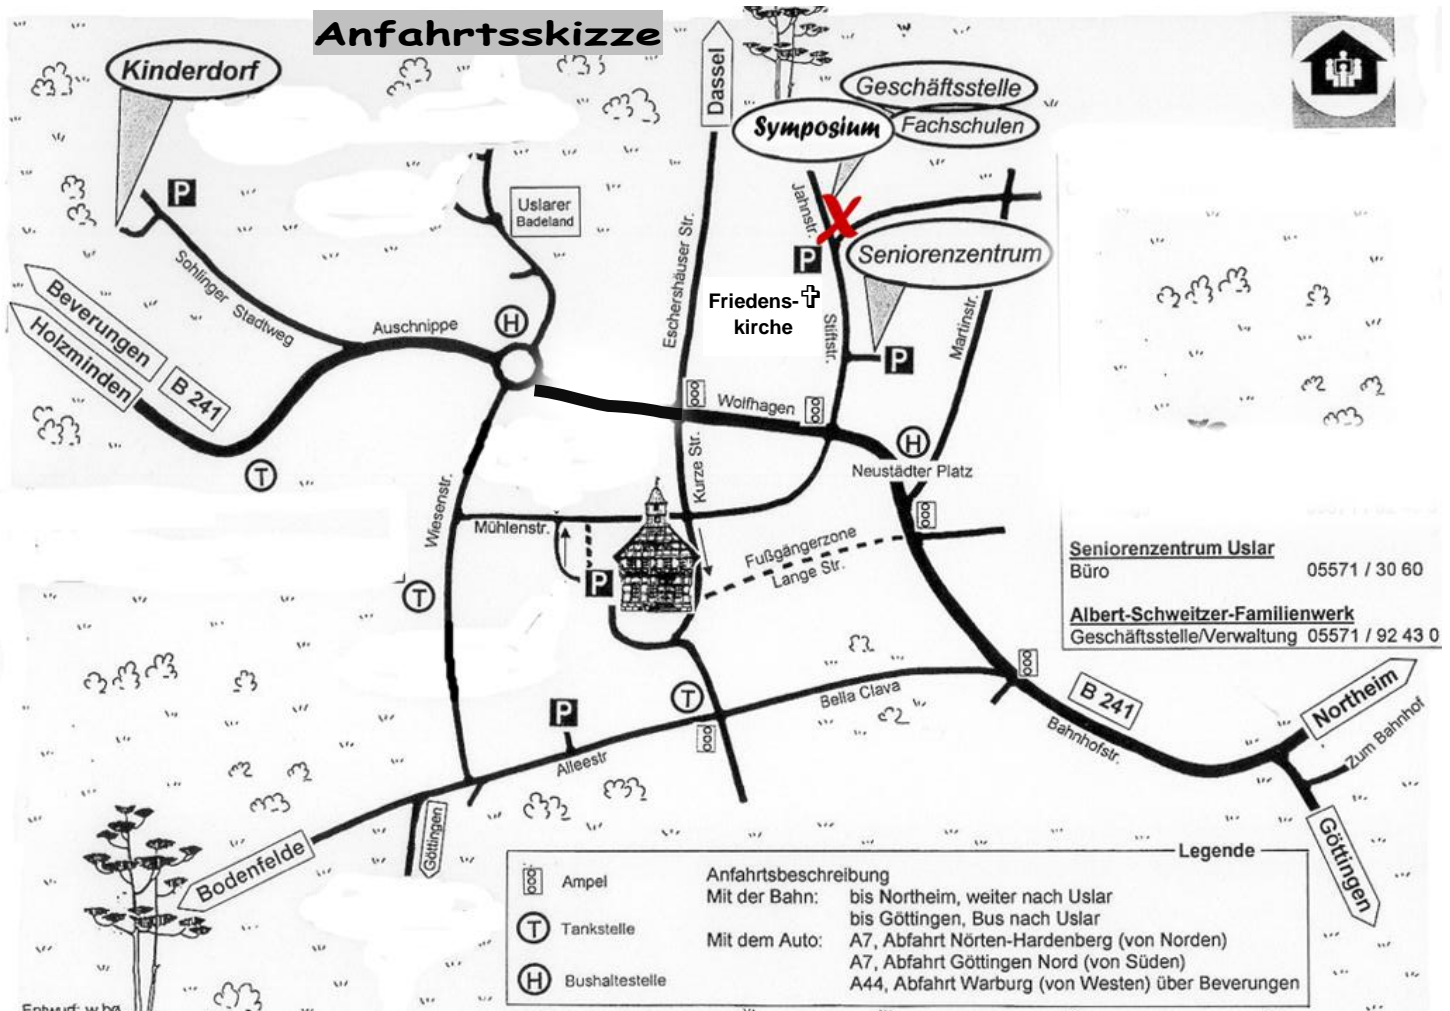 Anfahrtsskizze
Kinderdorf
Dassel
Geschäftsstelle
Symposium
Fachschulen
P
Uslarer
Badeland
Jahnstr.
X
Seniorenzentrum
P
Eschershäuser Str.
Sohlinger Stadtweg
Auschnippe
H
Friedens-
kirche
Stiftstr.
Martinstr.
P
Beverungen
Holzminden
B 241
Wolfhagen
H
Neustädter Platz
T
Wiesenstr.
Kurze Str.
Mühlenstr.
Fußgängerzone
Lange Str.
P
T
Seniorenzentrum Uslar
Büro 05571 / 30 60
Albert-Schweitzer-Familienwerk
Geschäftsstelle/Verwaltung 05571 / 92 43 0
T
Bella Clava
P
Alleestr
B 241
Bahnhofstr.
Northeim
Zum Bahnhof
Göttingen
Göttingen
Bodenfelde
Legende
Ampel
T Tankstelle
H Bushaltestelle
Anfahrtsbeschreibung
Mit der Bahn: bis Northeim, weiter nach Uslar
bis Göttingen, Bus nach Uslar
Mit dem Auto: A7, Abfahrt Nörten-Hardenberg (von Norden)
A7, Abfahrt Göttingen Nord (von Süden)
A44, Abfahrt Warburg (von Westen) über Beverungen